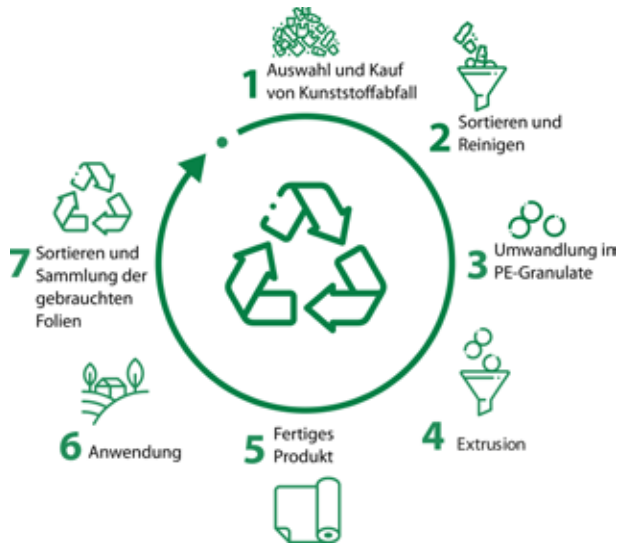 1 Auswahl und Kauf
von Kunststoffabfall
2 Sortieren und
Reinigen
3 Umwandlung in
PE-Granulate
4 Extrusion
5 Fertiges
Produkt
6 Anwendung
7 Sortieren und
Sammlung der
gebrauchten
Folien